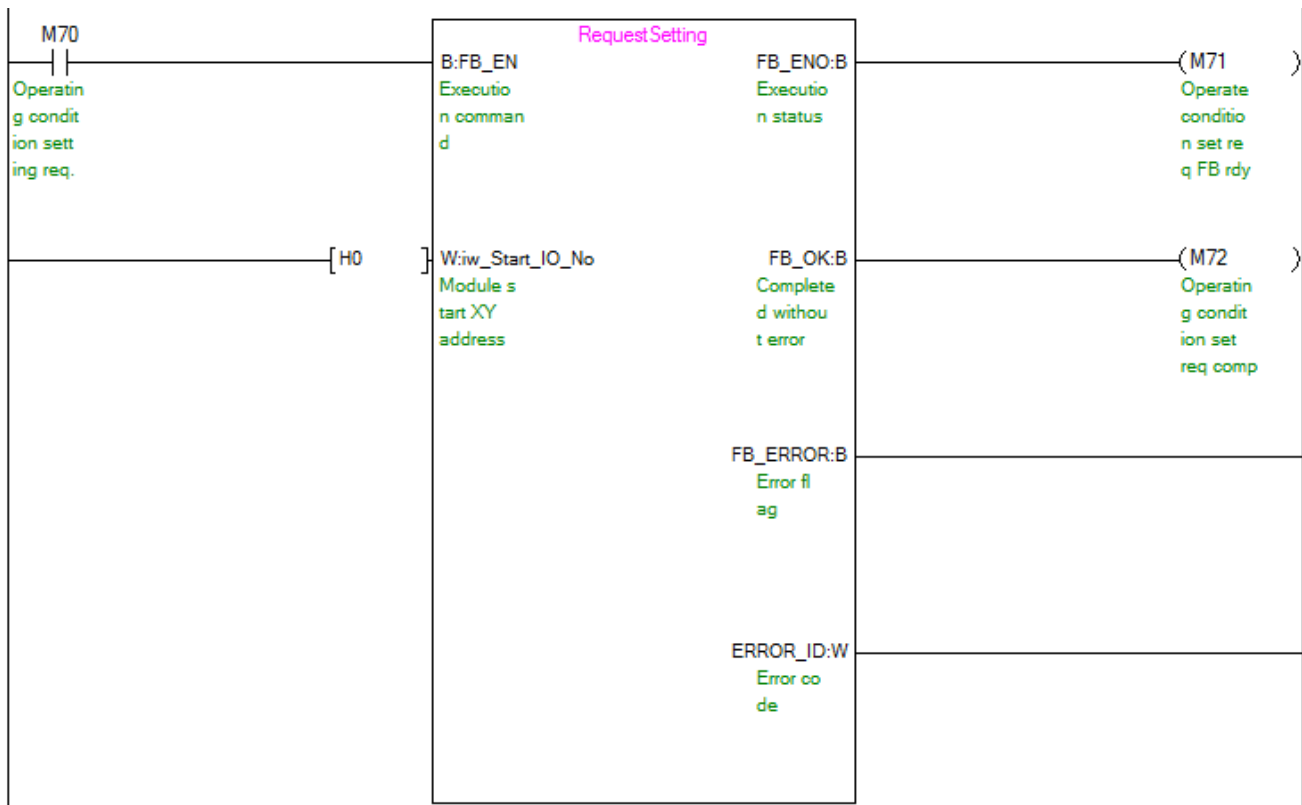 M70
Operatin
g condit
ion sett
ing req.
RequestSetting
B:FB_EN
Executio
n comman
d
FB_ENO:B
Executio
n status
(M71 )
Operate
conditio
n set re
q FB rdy
[ H0 ]
W:iw_Start_IO_No
Module s
tart XY
address
FB_OK:B
Complete
d withou
t error
(M72 )
Operatin
g condit
ion set
req comp
FB_ERROR:B
Error fl
ag
ERROR_ID:W
Error co
de